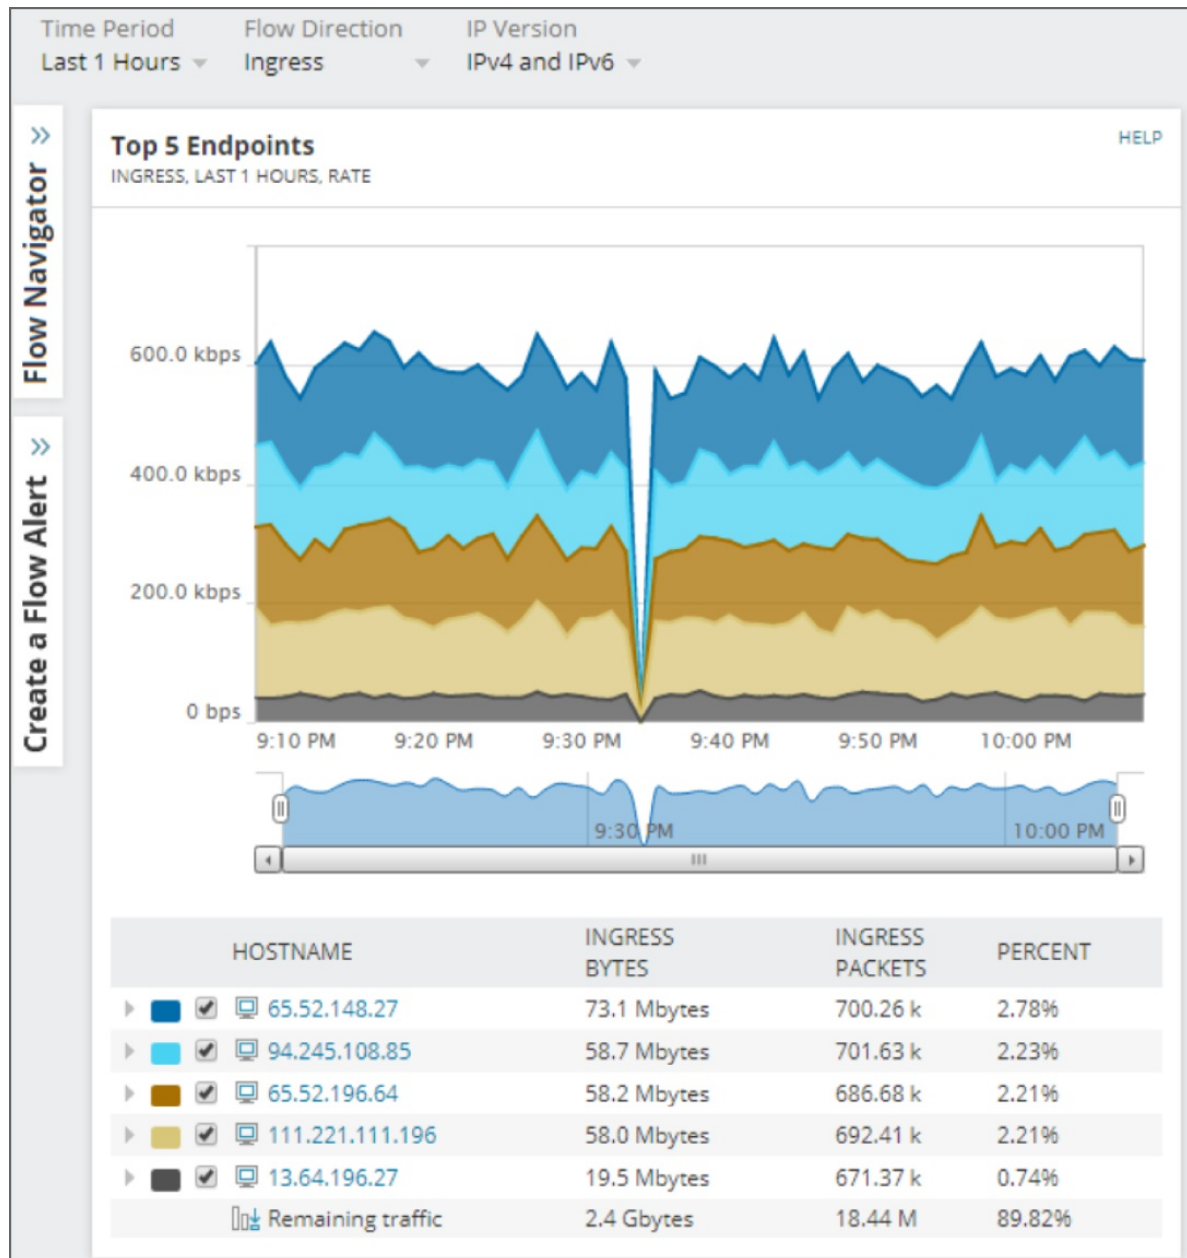 Time Period Flow Direction IP Version
Last 1 Hours Ingress IPv4 and IPv6
Flow Navigator
Create a Flow Alert
Top 5 Endpoints HELP
INGRESS, LAST 1 HOURS, RATE
600.0 kbps
400.0 kbps
200.0 kbps
0 bps
9:10 PM 9:20 PM 9:30 PM 9:40 PM 9:50 PM 10:00 PM
9:30 PM 10:00 PM
HOSTNAME INGRESS BYTES INGRESS PACKETS PERCENT
65.52.148.27 73.1 Mbytes 700.26 k 2.78%
94.245.108.85 58.7 Mbytes 701.63 k 2.23%
65.52.196.64 58.2 Mbytes 686.68 k 2.21%
111.221.111.196 58.0 Mbytes 692.41 k 2.21%
13.64.196.27 19.5 Mbytes 671.37 k 0.74%
Remaining traffic 2.4 Gbytes 18.44 M 89.82%